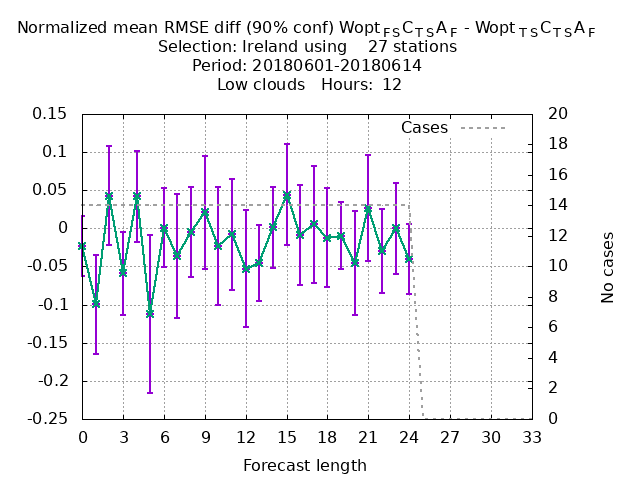 Normalized mean RMSE diff (90% conf) Wopt FS C TS A F - Wopt TS C TS A F
Selection: Ireland using 27 stations
Period: 20180601-20180614
Low clouds Hours: 12
Cases
0.15
0.1
0.05
0
-0.05
-0.1
-0.15
-0.2
-0.25
20
18
16
14
12
10
8
6
4
2
0
No cases
0 3 6 9 12 15 18 21 24 27 30 33
Forecast length